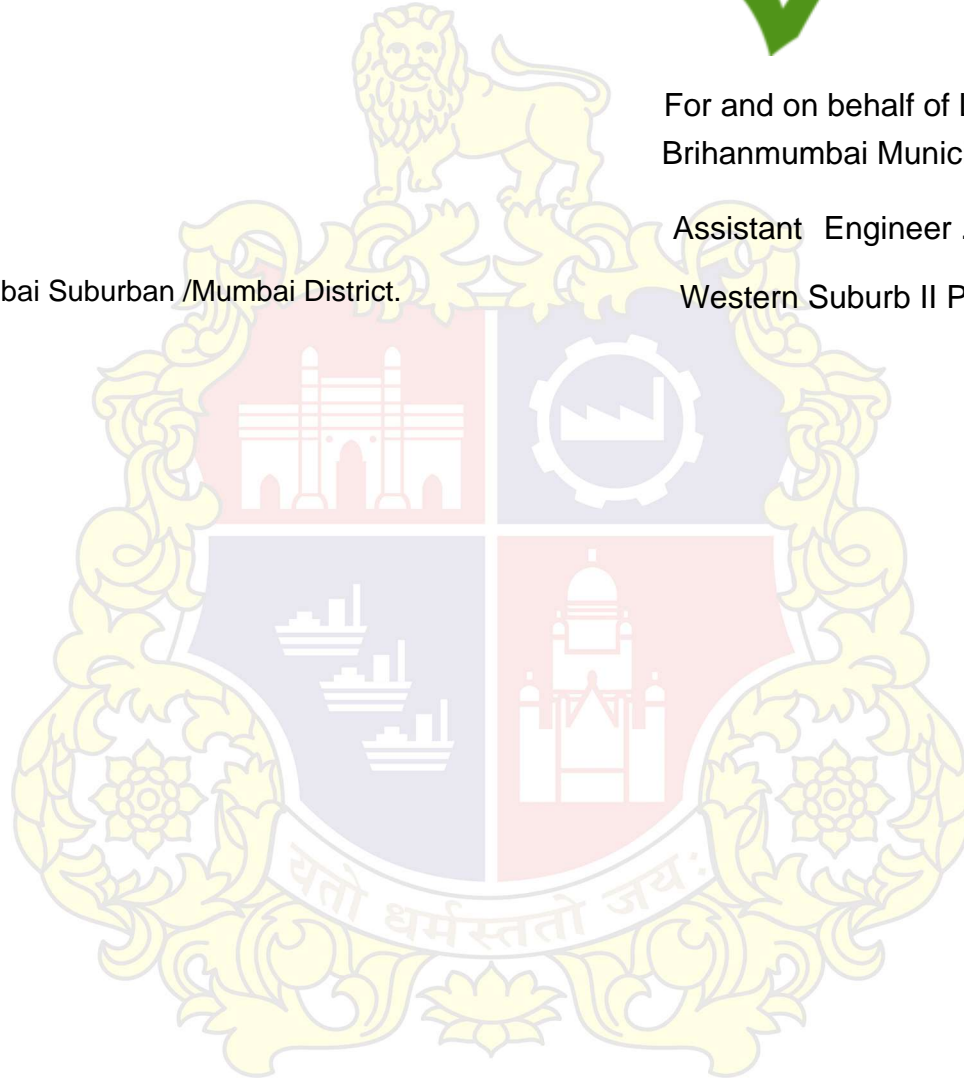 For and on behalf of
Brihanmumbai Munic
Assistant Engineer .
bai Suburban /Mumbai District.
Western Suburb II P
यतो धर्मस्ततो जय: